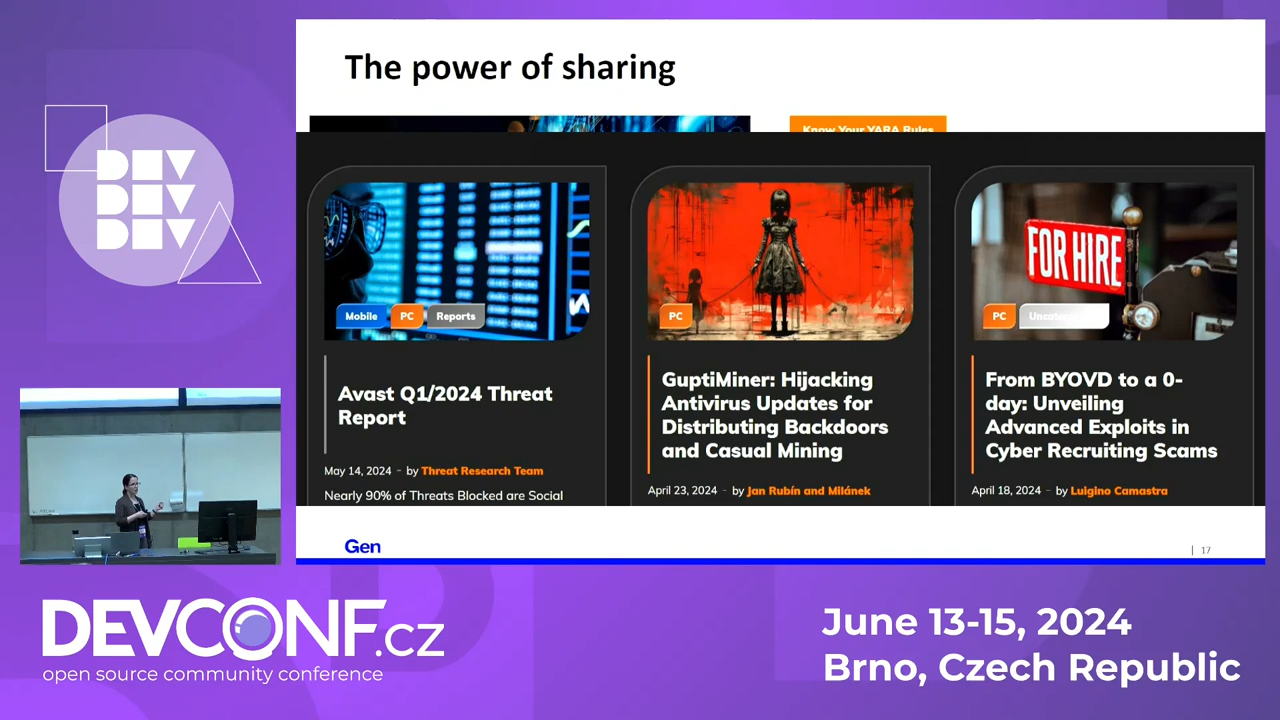 The power of sharing
Know Your YARA Rules
DEV
DEV
DEV
FOR HIRE
Mobile
PC
Reports
PC
PC
Avast Q1/2024 Threat
Report
May 14, 2024 - by Threat Research Team
Nearly 90% of Threats Blocked are Social
GuptiMiner: Hijacking
Antivirus Updates for
Distributing Backdoors
and Casual Mining
April 23, 2024 - by Jan Rubín and Milánek
From BYOVD to a 0-
day: Unveiling
Advanced Exploits in
Cyber Recruiting Scams
April 18, 2024 - by Luigino Camastra
Gen
| 17
DEVCONF.cz
open source community conference
June 13-15, 2024
Brno, Czech Republic